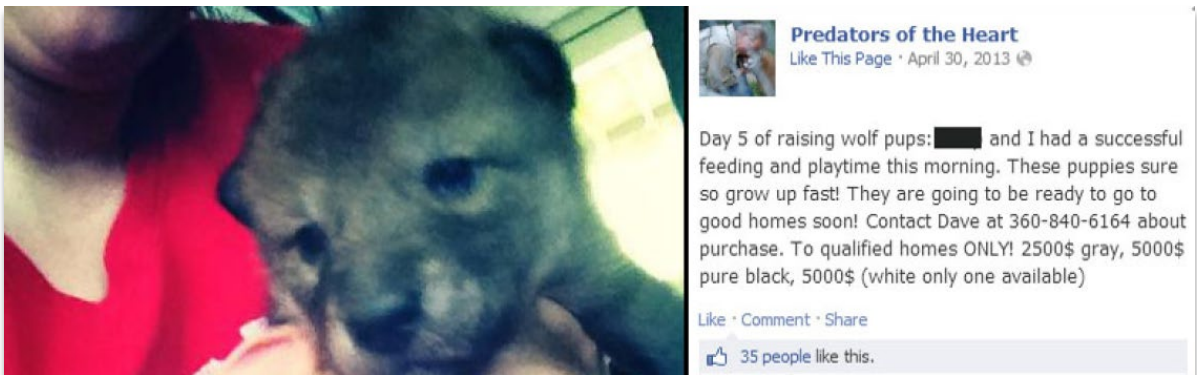 Predators of the Heart
Like This Page · April 30, 2013
Day 5 of raising wolf pups: and I had a successful
feeding and playtime this morning. These puppies sure
so grow up fast! They are going to be ready to go to
good homes soon! Contact Dave at 360-840-6164 about
purchase. To qualified homes ONLY! 2500$ gray, 5000$
pure black, 5000$ (white only one available)
Like · Comment · Share
35 people like this.